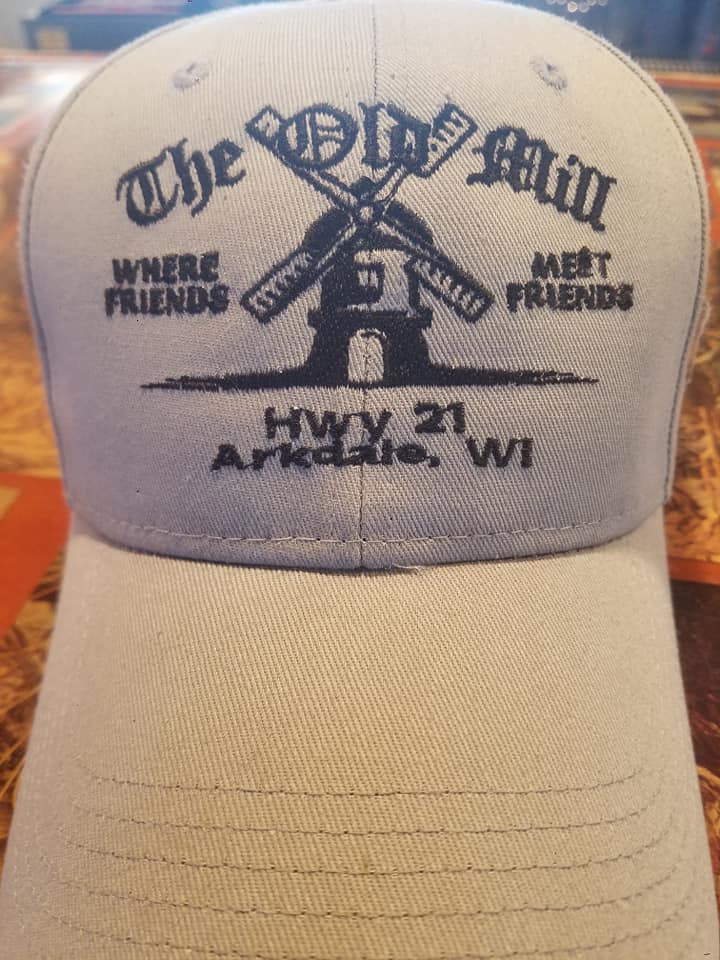 The Old Mill
WHERE FRIENDS
MEET FRIENDS
Hwy 21
Arkdale, WI